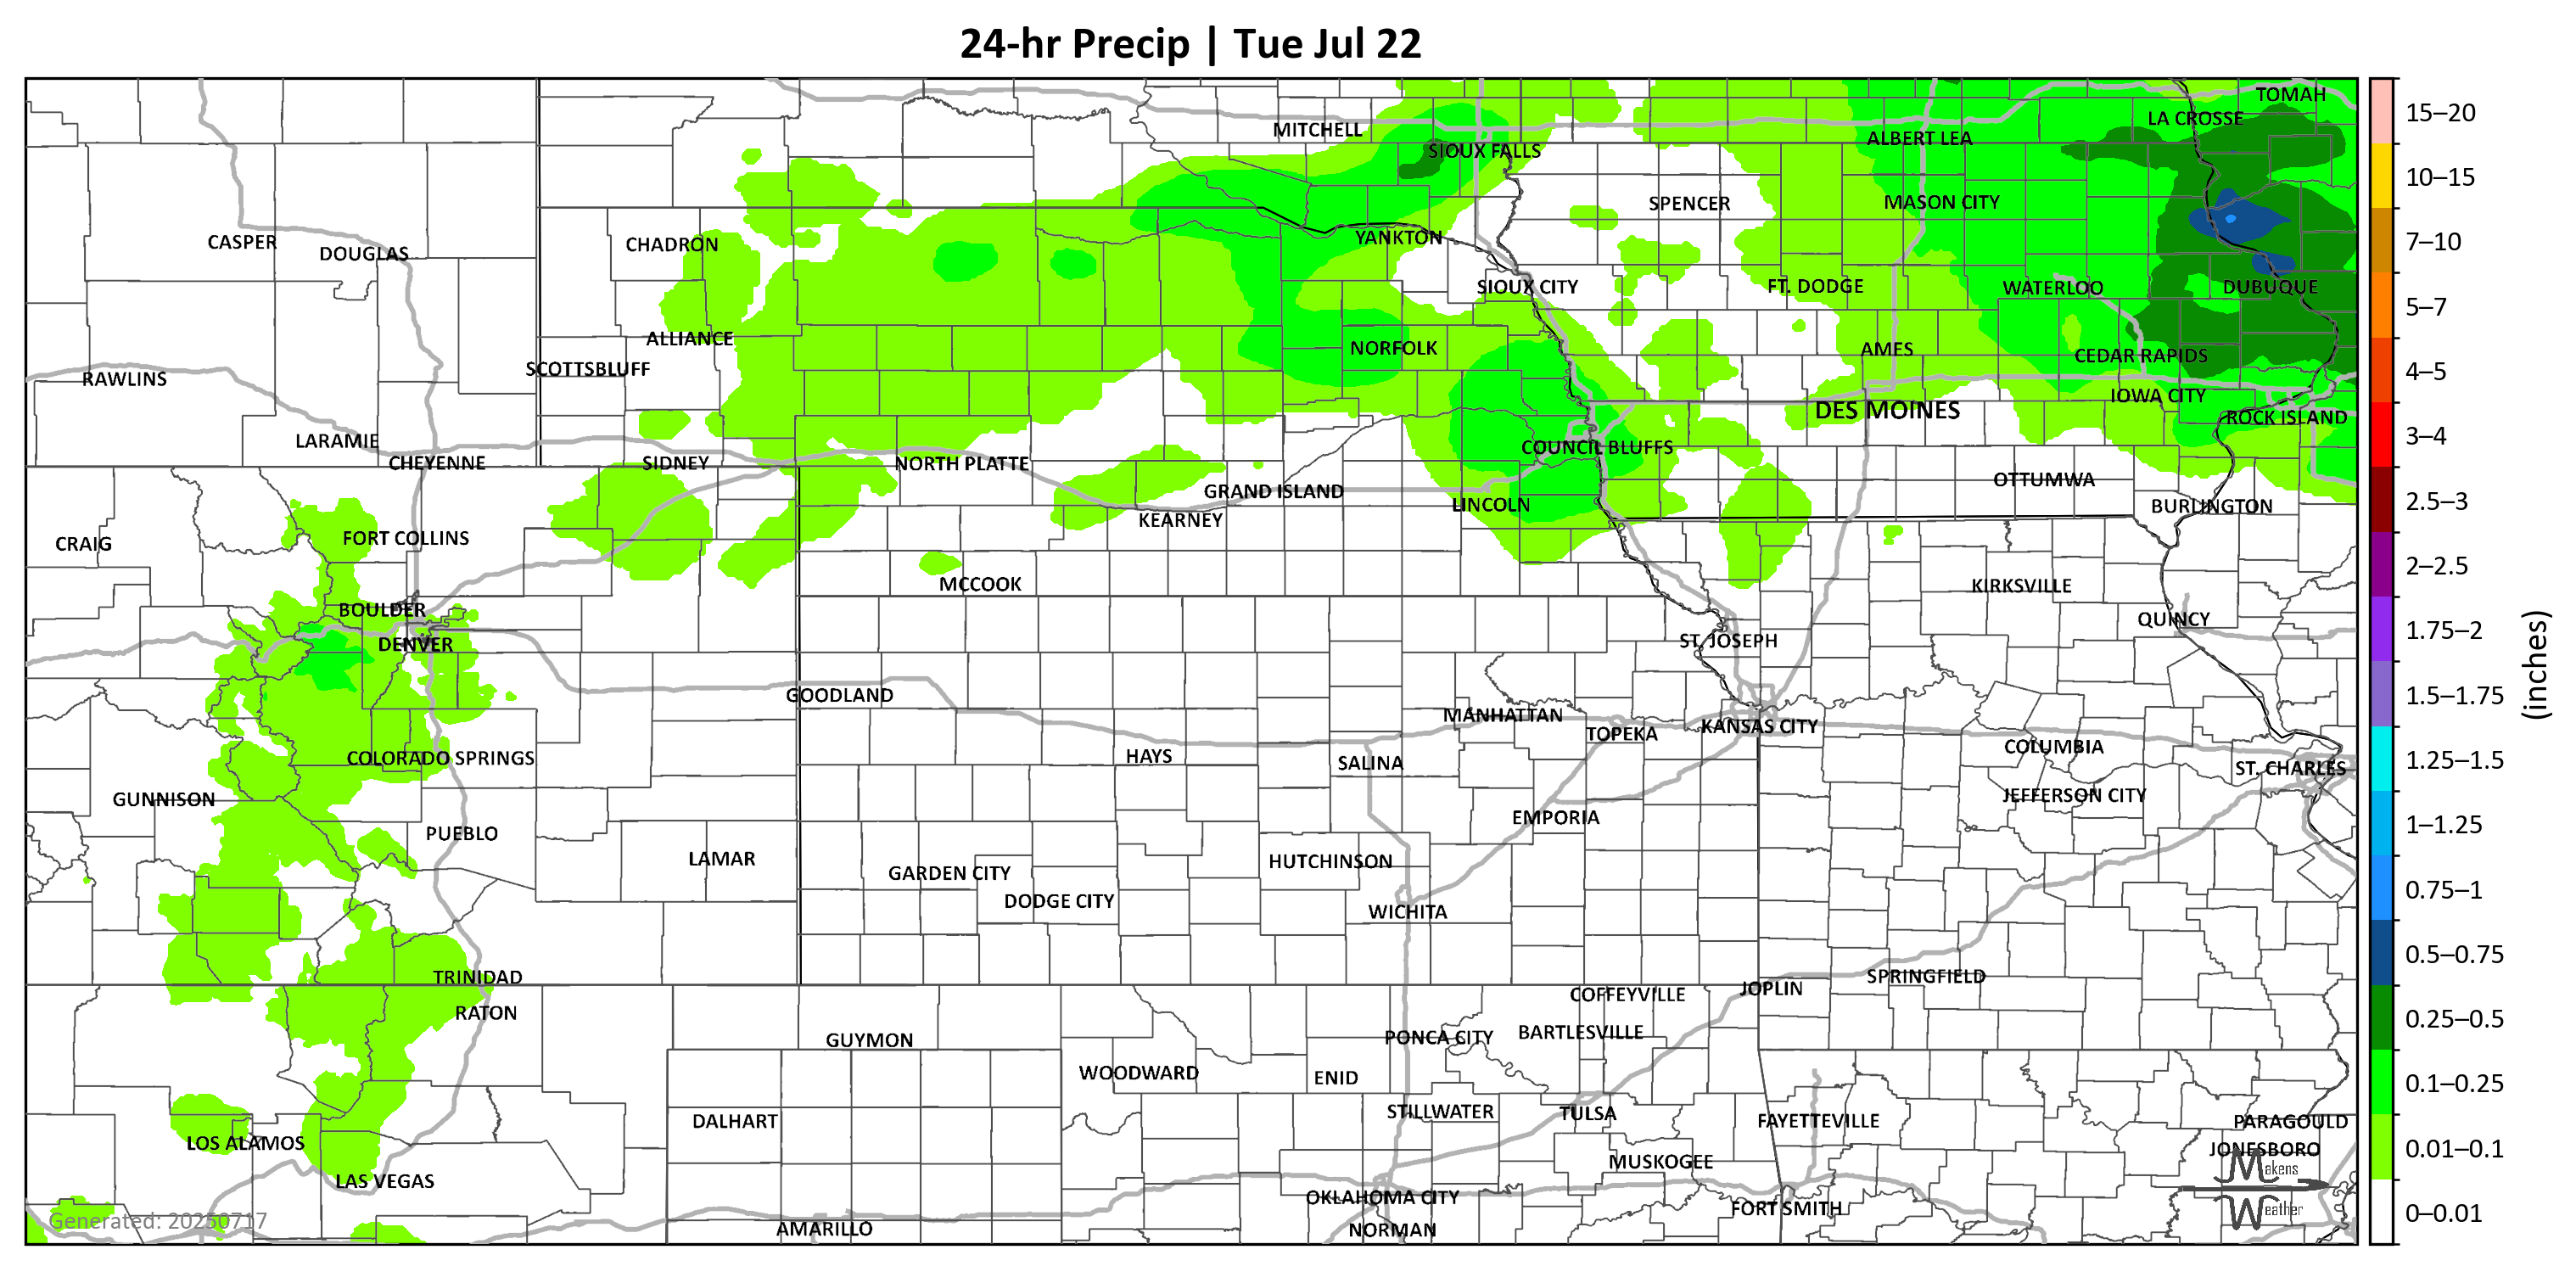 24-hr Precip | Tue Jul 22
TOMAH
LA CROSSE
MITCHELL
ALBERT LEA
SIOUX FALLS
SPENCER
MASON CITY
CASPER
DOUGLAS
CHADRON
YANKTON
SIOUX CITY
FT. DODGE
WATERLOO
DUBUQUE
ALLIANCE
NORFOLK
AMES
CEDAR RAPIDS
SCOTTSBLUFF
RAWLINS
IOWA CITY
DES MOINES
ROCK ISLAND
LARAMIE
CHEYENNE
SIDNEY
NORTH PLATTE
COUNCIL BLUFFS
OTTUMWA
GRAND ISLAND
LINCOLN
BURLINGTON
KEARNEY
CRAIG
FORT COLLINS
MCCOOK
KIRKSVILLE
BOULDER
QUINCY
DENVER
ST. JOSEPH
GOODLAND
MANHATTAN
TOPEKA
KANSAS CITY
COLORADO SPRINGS
HAYS
SALINA
COLUMBIA
ST. CHARLES
GUNNISON
JEFFERSON CITY
PUEBLO
EMPORIA
LAMAR
HUTCHINSON
GARDEN CITY
DODGE CITY
WICHITA
TRINIDAD
SPRINGFIELD
JOPLIN
COFFEYVILLE
RATON
GUYMON
PONCA CITY
BARTLESVILLE
WOODWARD
ENID
STILLWATER
TULSA
DALHART
FAYETTEVILLE
PARAGOULD
LOS ALAMOS
JONESBORO
MUSKOGEE
LAS VEGAS
OKLAHOMA CITY
FORT SMITH
AMARILLO
NORMAN
Generated: 20250717
Makens
Weather
15–20
10–15
7–10
5–7
4–5
3–4
2.5–3
2–2.5
1.75–2
1.5–1.75
1.25–1.5
1–1.25
0.75–1
0.5–0.75
0.25–0.5
0.1–0.25
0.01–0.1
0–0.01
(inches)